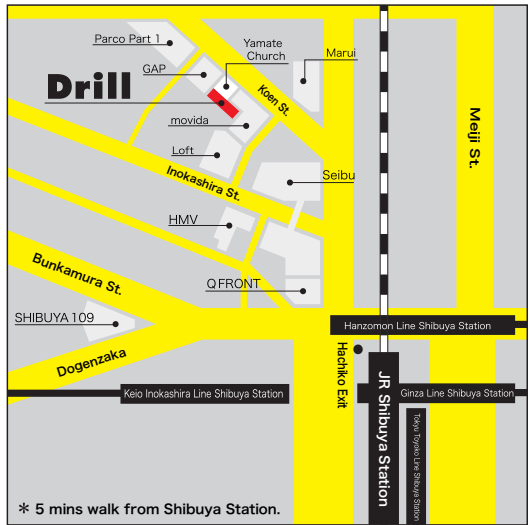 Parco Part 1
Yamate
Church
Marui
GAP
Drill
Koen St.
movida
Meiji St.
Loft
Inokashira St.
Seibu
HMV
Bunkamura St.
QFRONT
SHIBUYA 109
Hanzomon Line Shibuya Station
Dogenzaka
Hachiko Exit
JR Shibuya Station
Keio Inokashira Line Shibuya Station
Ginza Line Shibuya Station
Tokyu Toyoko Line Shibuya Station
* 5 mins walk from Shibuya Station.